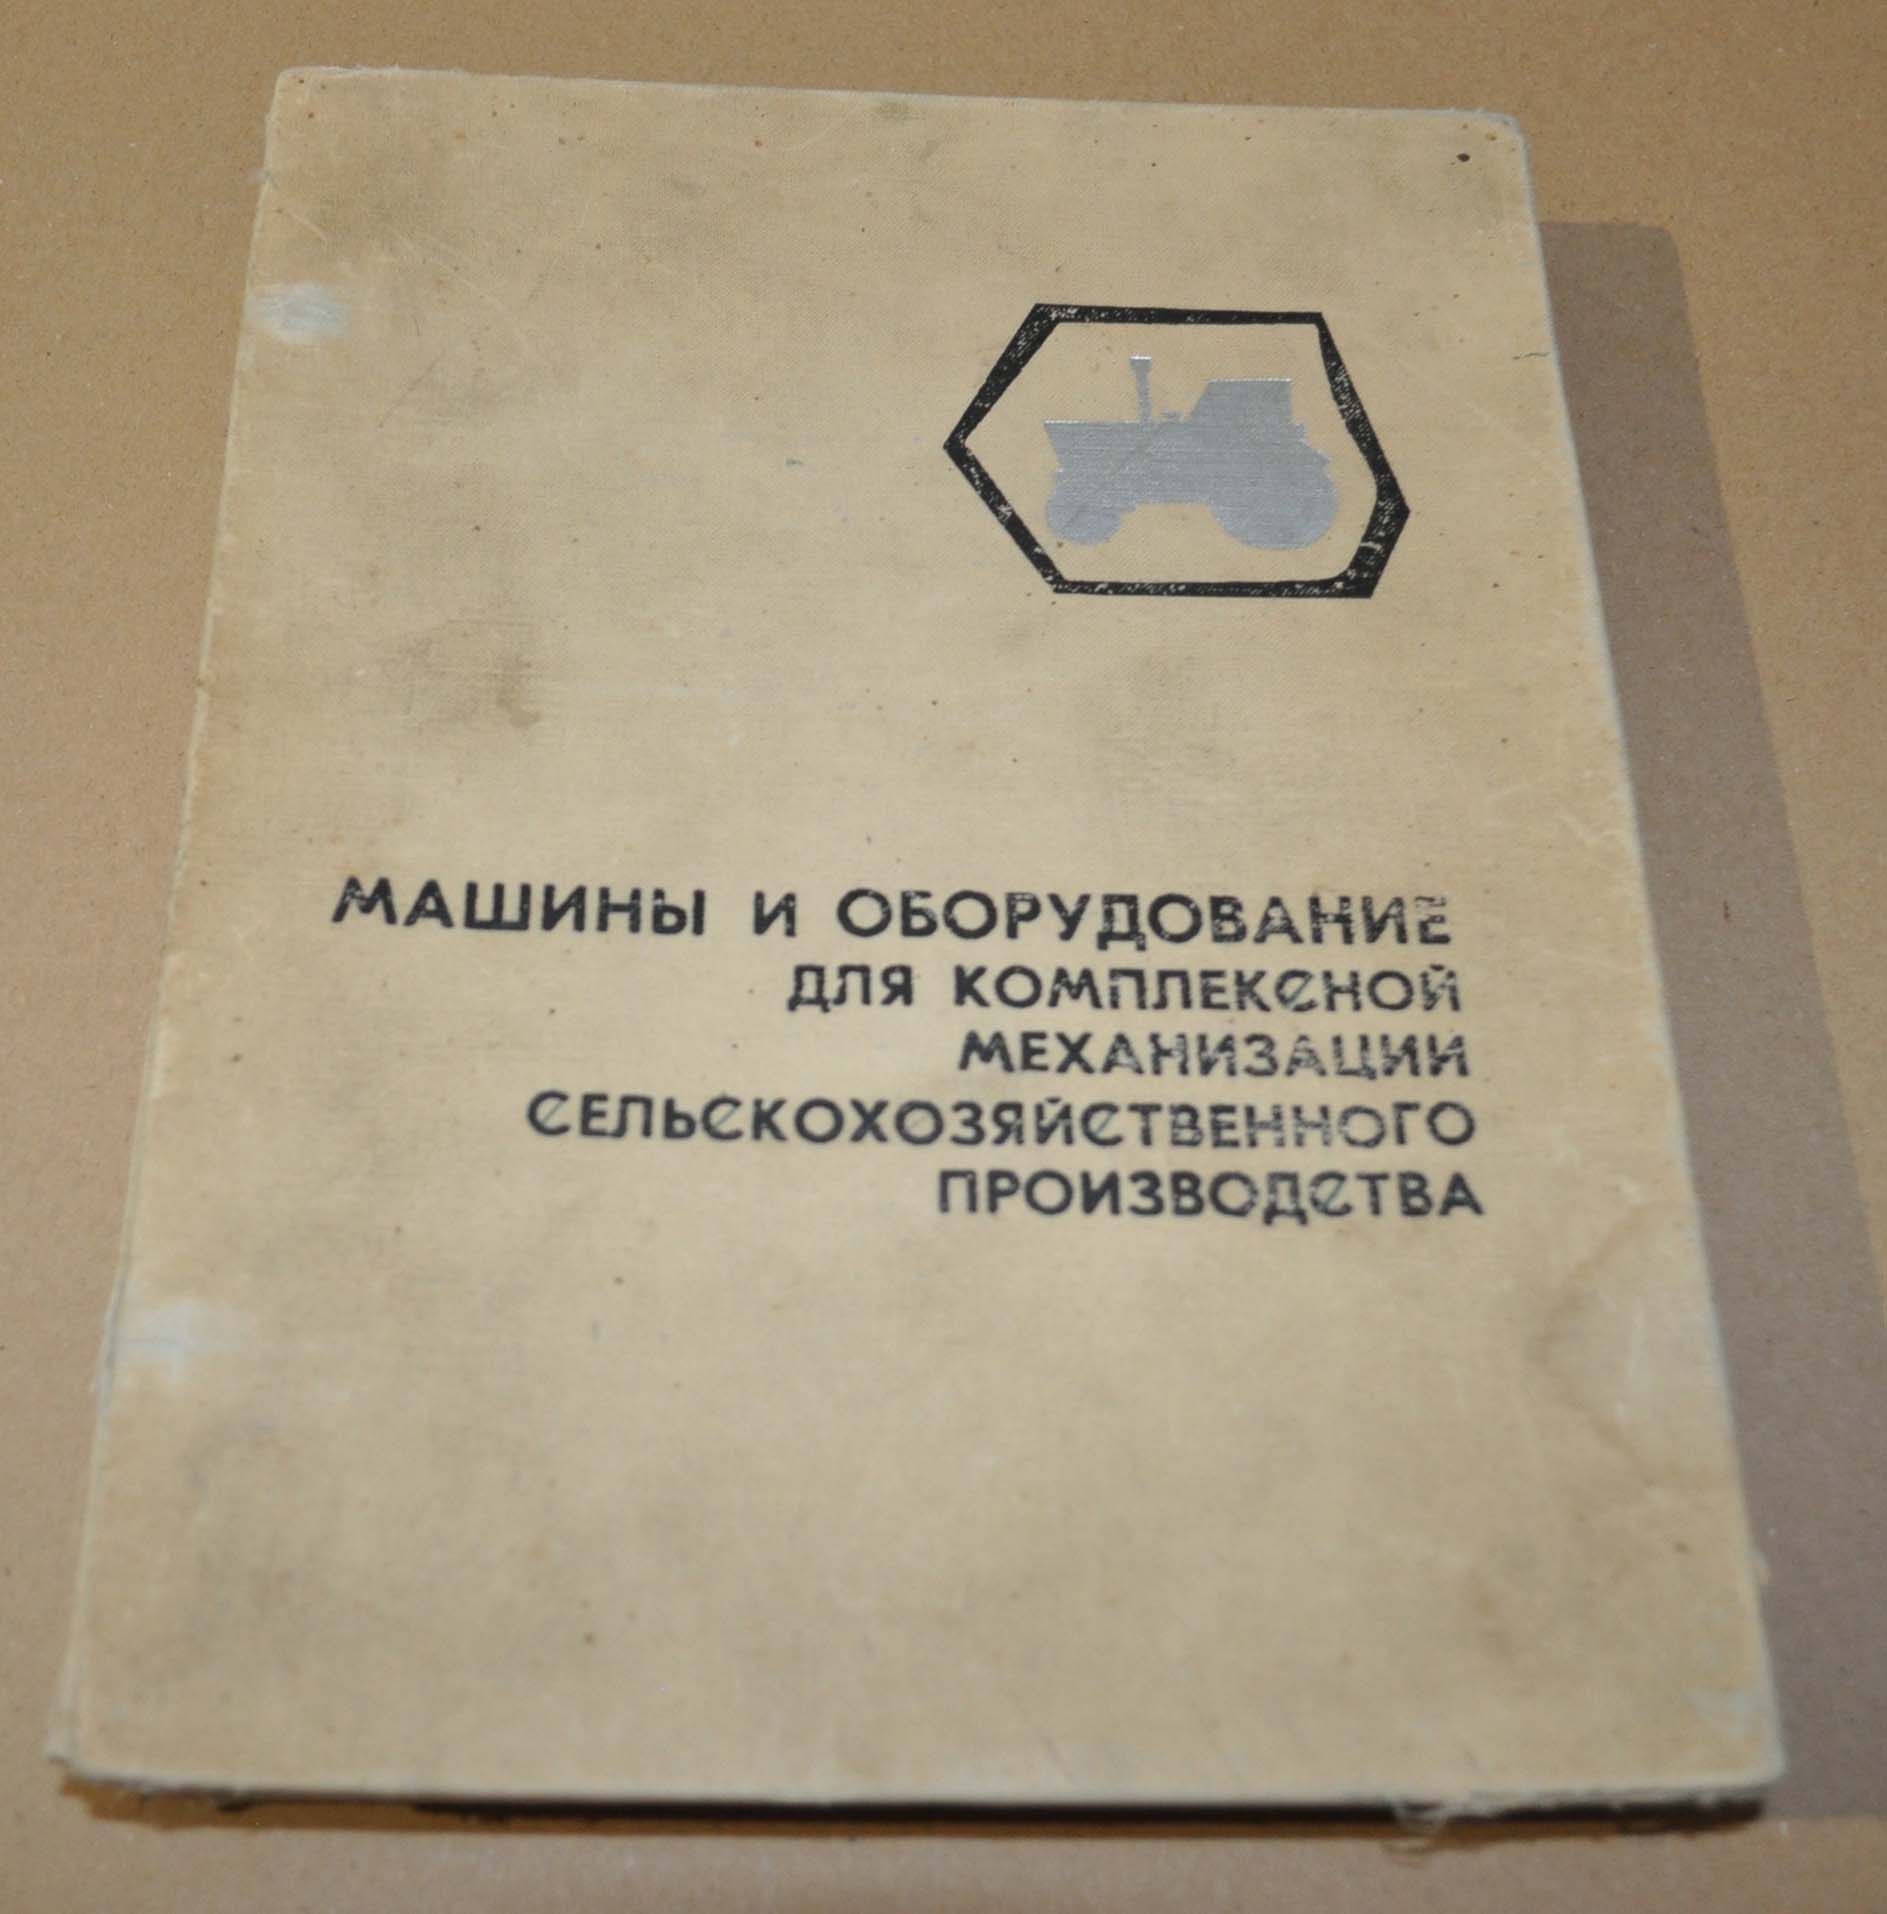 МАШИНЫ И ОБОРУДОВАНИЕ
ДЛЯ КОМПЛЕКСНОЙ
МЕХАНИЗАЦИИ
СЕЛЬСКОХОЗЯЙСТВЕННОГО
ПРОИЗВОДСТВА